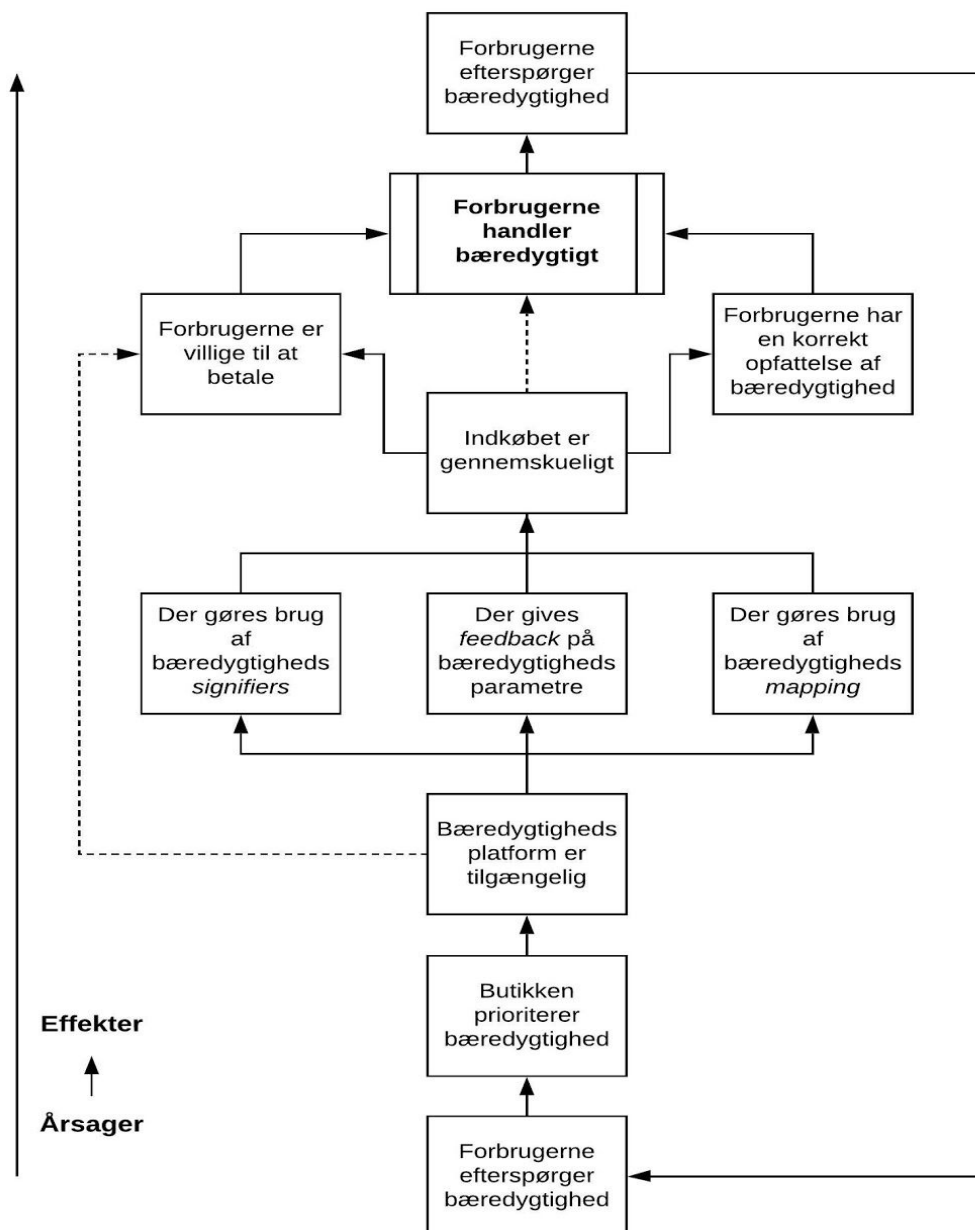 Forbrugerne
efterspørger
bæredygtighed
Forbrugerne
handler
bæredygtigt
Forbrugerne er
villige til at
betale
Forbrugerne har
en korrekt
opfattelse af
bæredygtighed
Indkøbet er
gennemskueligt
Der gøres brug
af
bæredygtigheds
signifiers
Der gives
feedback på
bæredygtigheds
parametre
Der gøres brug
af
bæredygtigheds
mapping
Bæredygtigheds
platform er
tilgængelig
Butikken
prioriterer
bæredygtighed
Effekter
Årsager
Forbrugerne
efterspørger
bæredygtighed